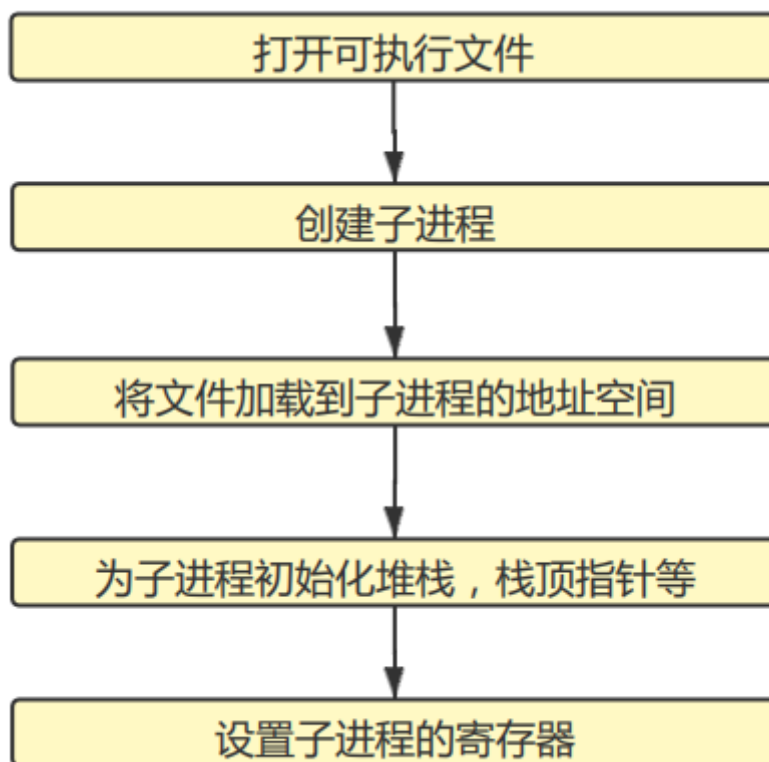 打开可执行文件
创建子进程
将文件加载到子进程的地址空间
为子进程初始化堆栈，栈顶指针等
设置子进程的寄存器